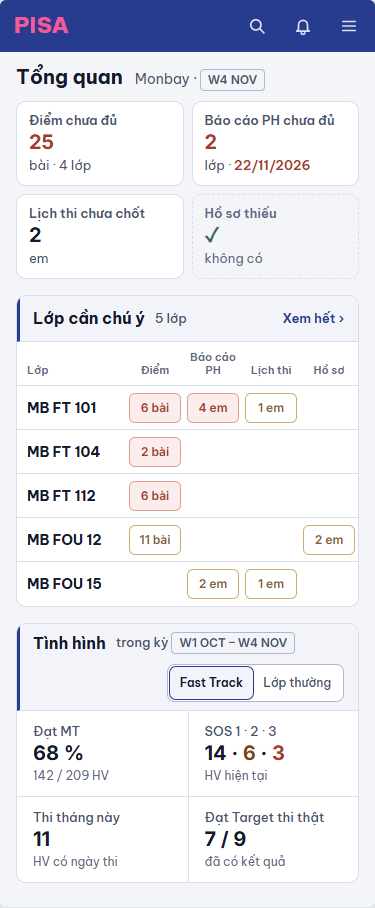 PISA
Tổng quan Monbay · W4 NOV
Điểm chưa đủ
25
bài · 4 lớp
Báo cáo PH chưa đủ
2
lớp · 22/11/2026
Lịch thi chưa chốt
2
em
Hồ sơ thiếu
✓
không có
Lớp cần chú ý 5 lớp Xem hết ›
Lớp Điểm Báo cáo PH Lịch thi Hồ sơ
MB FT 101 6 bài 4 em 1 em
MB FT 104 2 bài
MB FT 112 6 bài
MB FOU 12 11 bài 2 em
MB FOU 15 2 em 1 em
Tình hình trong kỳ W1 OCT – W4 NOV
Fast Track Lớp thường
Đạt MT
68 %
142 / 209 HV
SOS 1 · 2 · 3
14 · 6 · 3
HV hiện tại
Thi tháng này
11
HV có ngày thi
Đạt Target thi thật
7 / 9
đã có kết quả